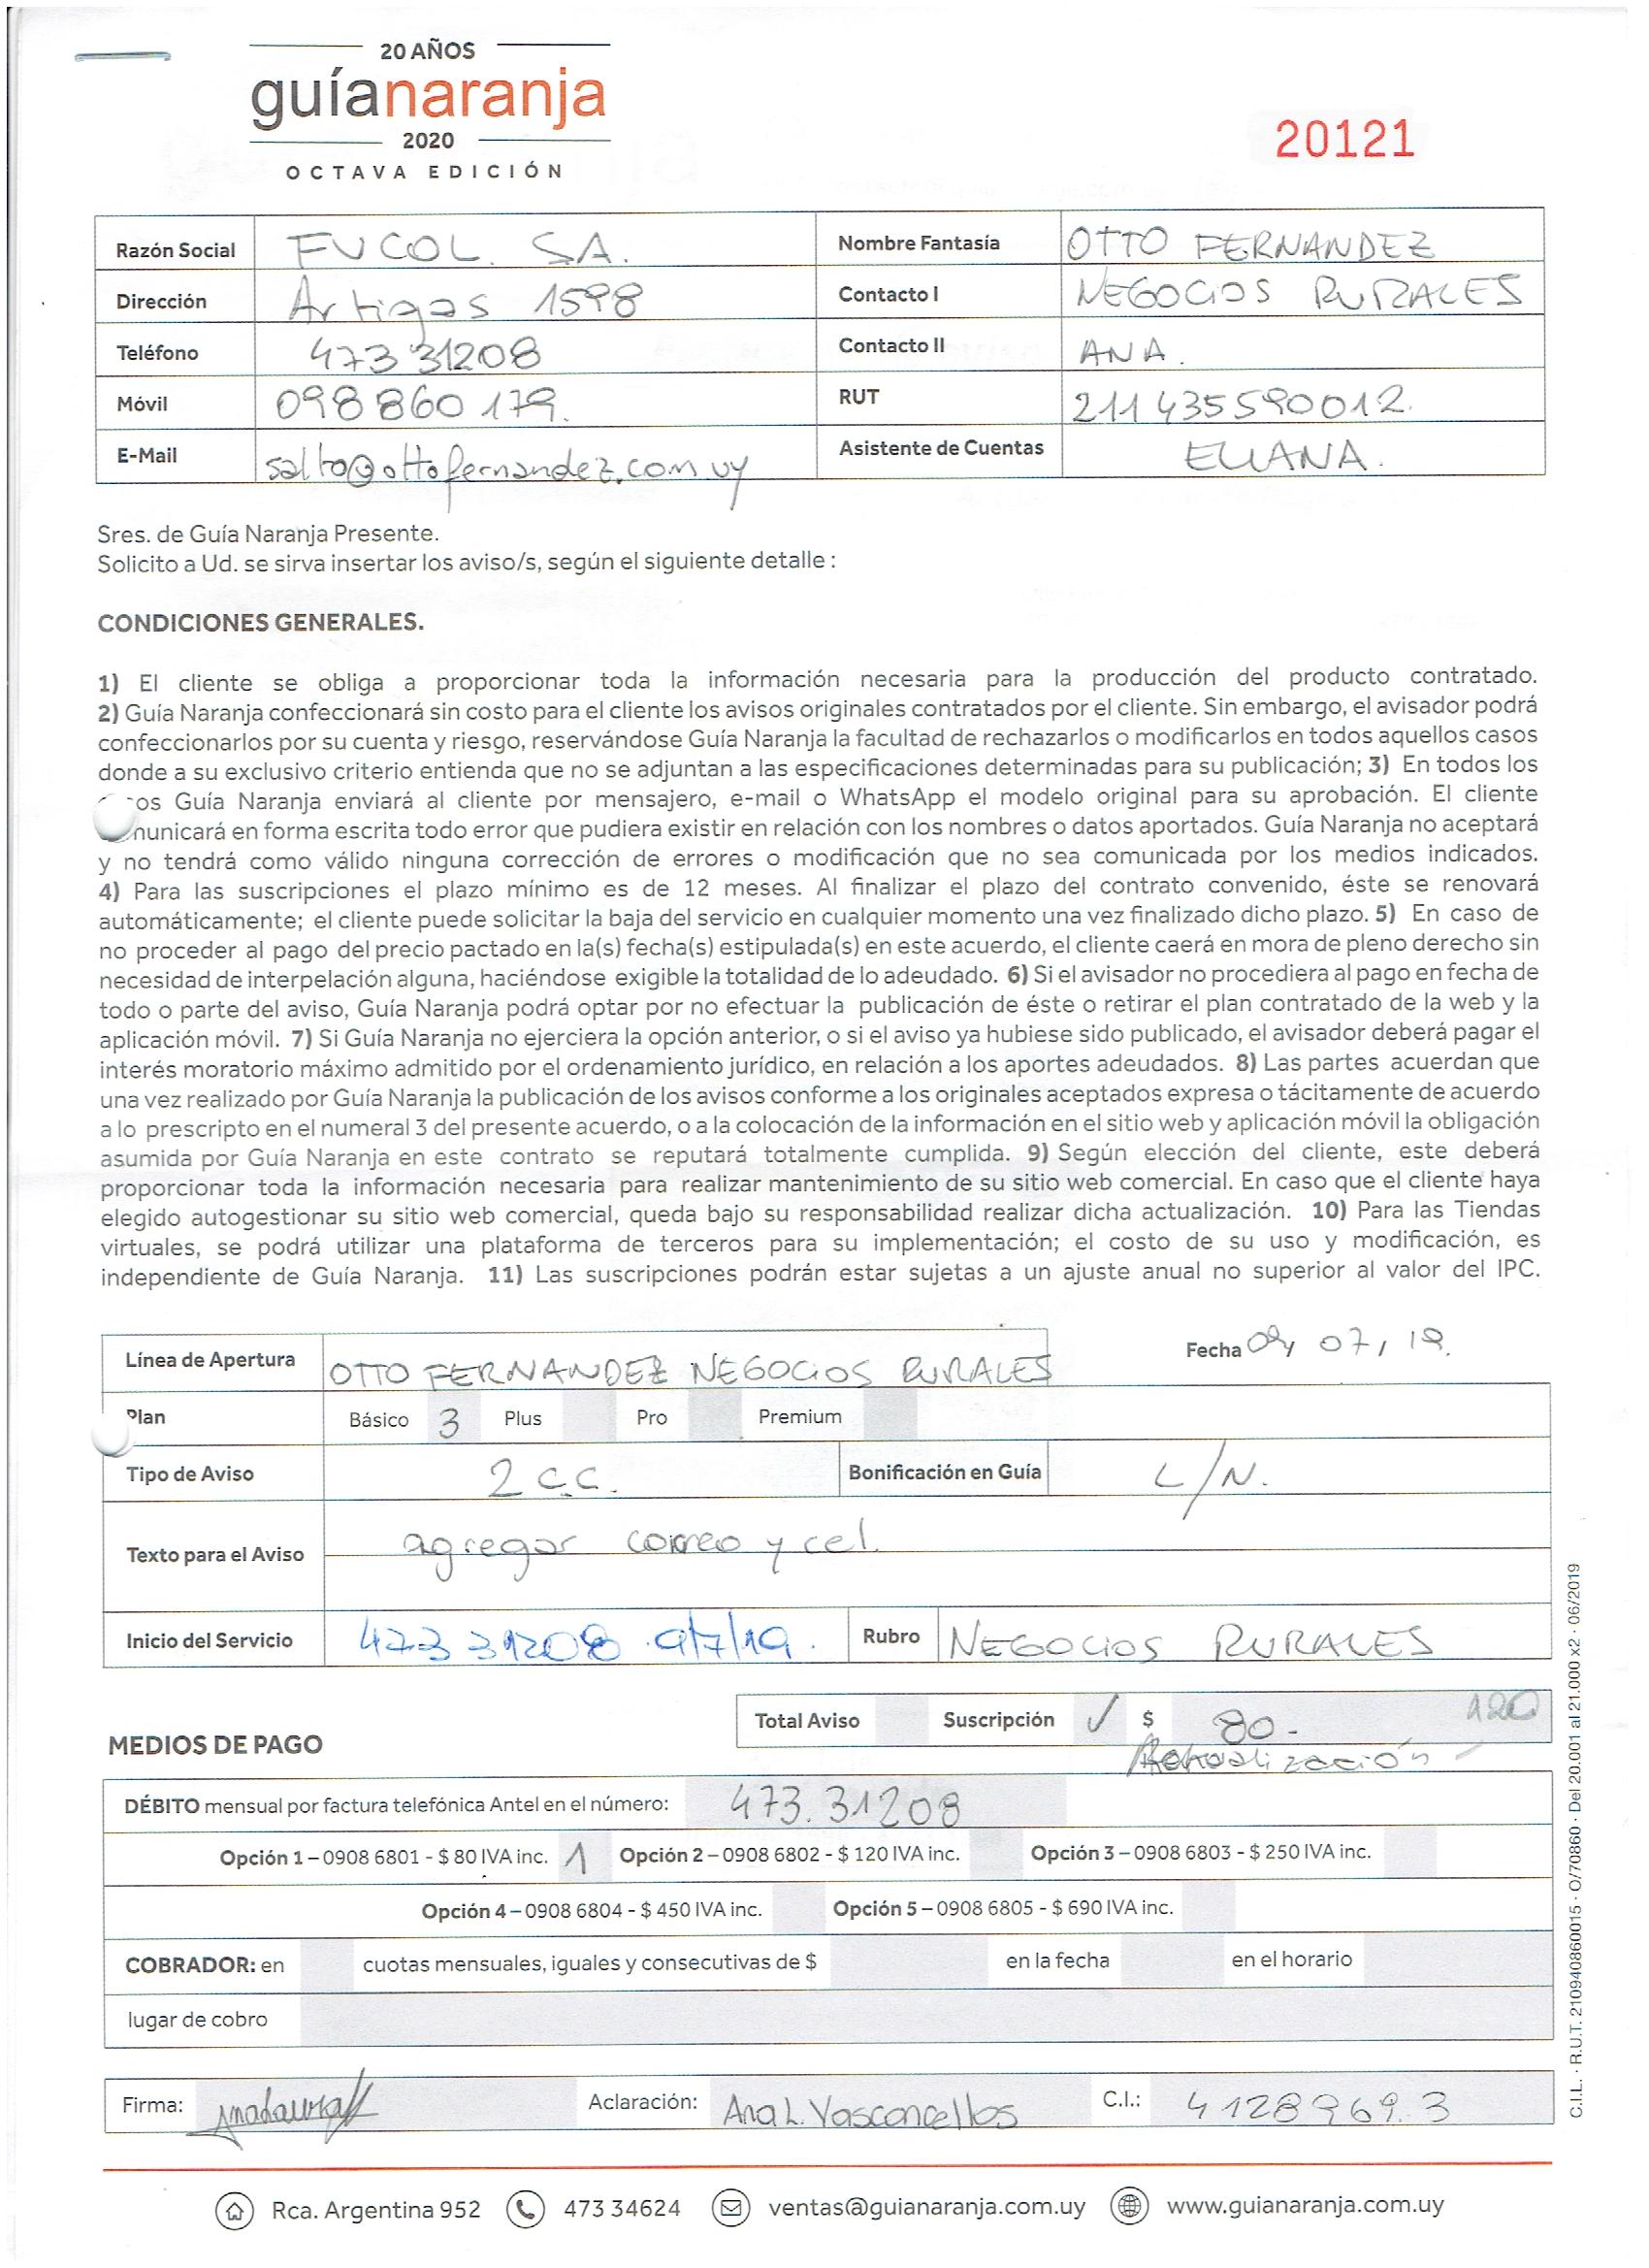 20 AÑOS
guíanaranja
2020
OCTAVA EDICIÓN
20121
Razón Social FUCOL. SA. Nombre Fantasía OTTO FERNANDEZ
Dirección Artigas 1598 Contacto I NEGOCIOS RURALES
Teléfono 473 31208 Contacto II ANA.
Móvil 098 860 179. RUT 211435590012.
E-Mail salto@ottofernandez.com.uy Asistente de Cuentas ELIANA.
Sres. de Guía Naranja Presente.
Solicito a Ud. se sirva insertar los aviso/s, según el siguiente detalle :
CONDICIONES GENERALES.
1) El cliente se obliga a proporcionar toda la información necesaria para la producción del producto contratado.
2) Guía Naranja confeccionará sin costo para el cliente los avisos originales contratados por el cliente. Sin embargo, el avisador podrá
confeccionarlos por su cuenta y riesgo, reservándose Guía Naranja la facultad de rechazarlos o modificarlos en todos aquellos casos
donde a su exclusivo criterio entienda que no se adjuntan a las especificaciones determinadas para su publicación; 3) En todos los
os Guía Naranja enviará al cliente por mensajero, e-mail o WhatsApp el modelo original para su aprobación. El cliente
municará en forma escrita todo error que pudiera existir en relación con los nombres o datos aportados. Guía Naranja no aceptará
y no tendrá como válido ninguna corrección de errores o modificación que no sea comunicada por los medios indicados.
4) Para las suscripciones el plazo mínimo es de 12 meses. Al finalizar el plazo del contrato convenido, éste se renovará
automáticamente; el cliente puede solicitar la baja del servicio en cualquier momento una vez finalizado dicho plazo. 5) En caso de
no proceder al pago del precio pactado en la(s) fecha(s) estipulada(s) en este acuerdo, el cliente caerá en mora de pleno derecho sin
necesidad de interpelación alguna, haciéndose exigible la totalidad de lo adeudado. 6) Si el avisador no procediera al pago en fecha de
todo o parte del aviso, Guía Naranja podrá optar por no efectuar la publicación de éste o retirar el plan contratado de la web y la
aplicación móvil. 7) Si Guía Naranja no ejerciera la opción anterior, o si el aviso ya hubiese sido publicado, el avisador deberá pagar el
interés moratorio máximo admitido por el ordenamiento jurídico, en relación a los aportes adeudados. 8) Las partes acuerdan que
una vez realizado por Guía Naranja la publicación de los avisos conforme a los originales aceptados expresa o tácitamente de acuerdo
a lo prescripto en el numeral 3 del presente acuerdo, o a la colocación de la información en el sitio web y aplicación móvil la obligación
asumida por Guía Naranja en este contrato se reputará totalmente cumplida. 9) Según elección del cliente, este deberá
proporcionar toda la información necesaria para realizar mantenimiento de su sitio web comercial. En caso que el cliente haya
elegido autogestionar su sitio web comercial, queda bajo su responsabilidad realizar dicha actualización. 10) Para las Tiendas
virtuales, se podrá utilizar una plataforma de terceros para su implementación; el costo de su uso y modificación, es
independiente de Guía Naranja. 11) Las suscripciones podrán estar sujetas a un ajuste anual no superior al valor del IPC.
Fecha 09, 07, 19.
Línea de Apertura OTTO FERNANDEZ NEGOCIOS RURALES
Plan Básico 3 Plus Pro Premium
Tipo de Aviso 2 C.C. Bonificación en Guía L/N.
Texto para el Aviso agregar correo y cel.
Inicio del Servicio 473 31208 9/7/19. Rubro NEGOCIOS RURALES
Total Aviso Suscripción ✓ $ 80- 120
MEDIOS DE PAGO
DÉBITO mensual por factura telefónica Antel en el número: 473.31208
Opción 1 – 0908 6801 - $ 80 IVA inc. 1 Opción 2 – 0908 6802 - $ 120 IVA inc. Opción 3 – 0908 6803 - $ 250 IVA inc.
Opción 4 – 0908 6804 - $ 450 IVA inc. Opción 5 – 0908 6805 - $ 690 IVA inc.
COBRADOR: en cuotas mensuales, iguales y consecutivas de $ en la fecha en el horario
lugar de cobro
Firma: Aclaración: Ana L. Vasconcellos C.I.: 4128969.3
Rca. Argentina 952 473 34624 ventas@guianaranja.com.uy www.guianaranja.com.uy
C.I.L. · R.U.T. 210940860015 · O/70860 · Del 20.001 al 21.000 x2 · 06/2019